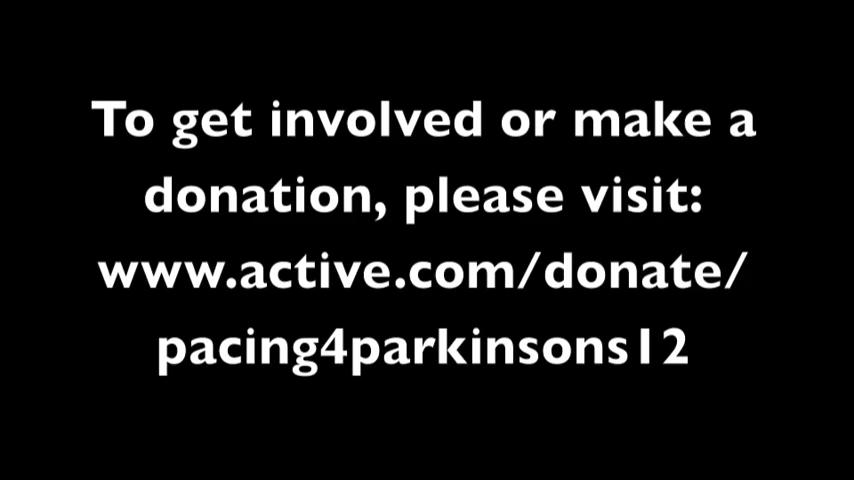 To get involved or make a
donation, please visit:
www.active.com/donate/
pacing4parkinsons12